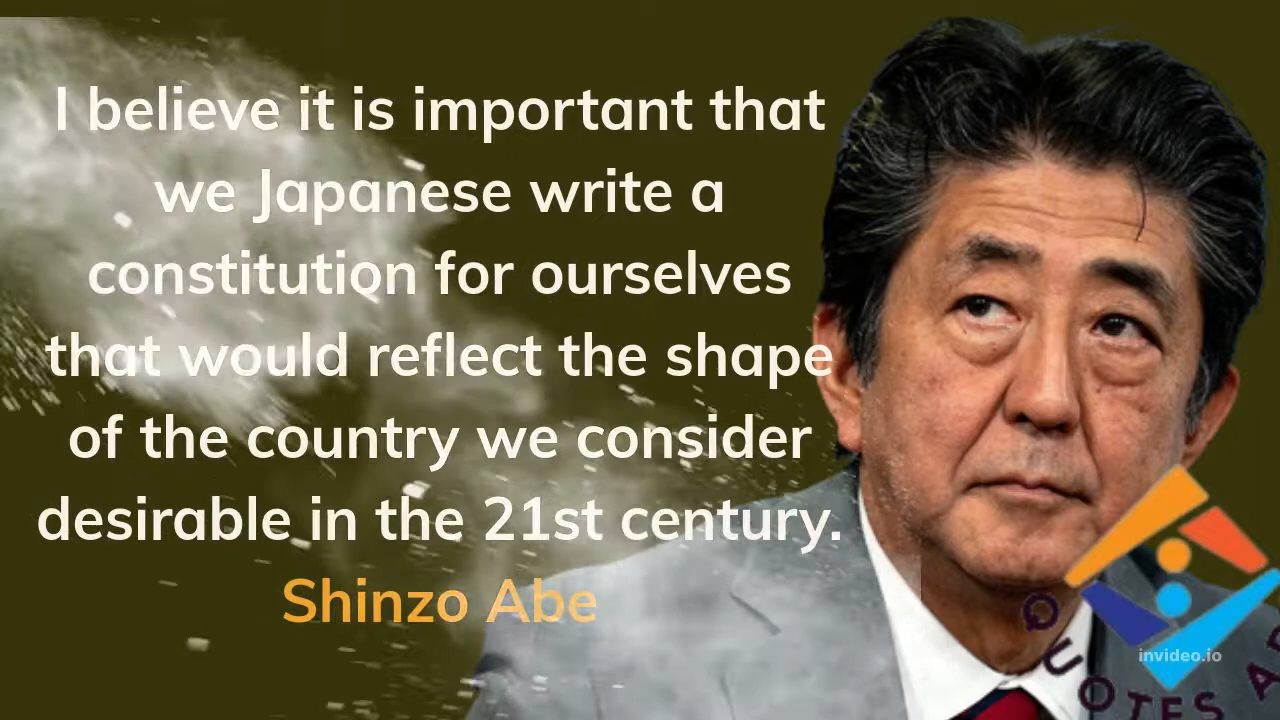 I believe it is important that
we Japanese write a
constitution for ourselves
that would reflect the shape
of the country we consider
desirable in the 21st century.
Shinzo Abe
invideo.io
QUOTES